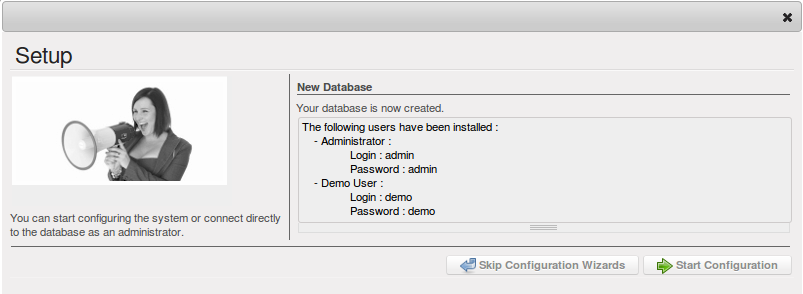 Setup
You can start configuring the system or connect directly
to the database as an administrator.
New Database
Your database is now created.
The following users have been installed :
- Administrator :
Login : admin
Password : admin
- Demo User :
Login : demo
Password : demo
Skip Configuration Wizards
Start Configuration